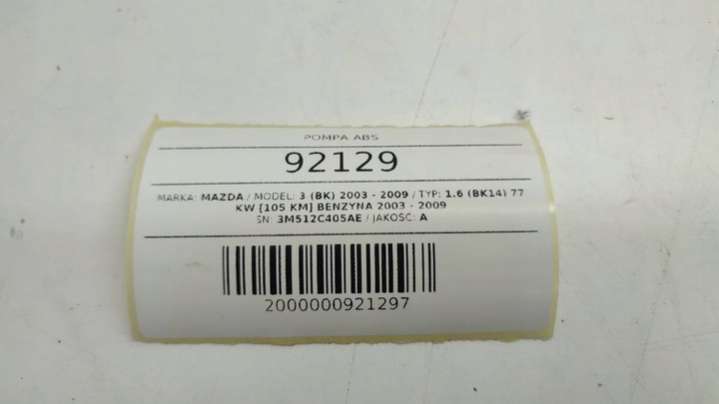 POMPA ABS
92129
MARKA: MAZDA / MODEL: 3 (BK) 2003 - 2009 / TYP: 1.6 (BK14) 77
KW [105 KM] BENZYNA 2003 - 2009
SN: 3M512C405AE / JAKOŚĆ: A
2000000921297